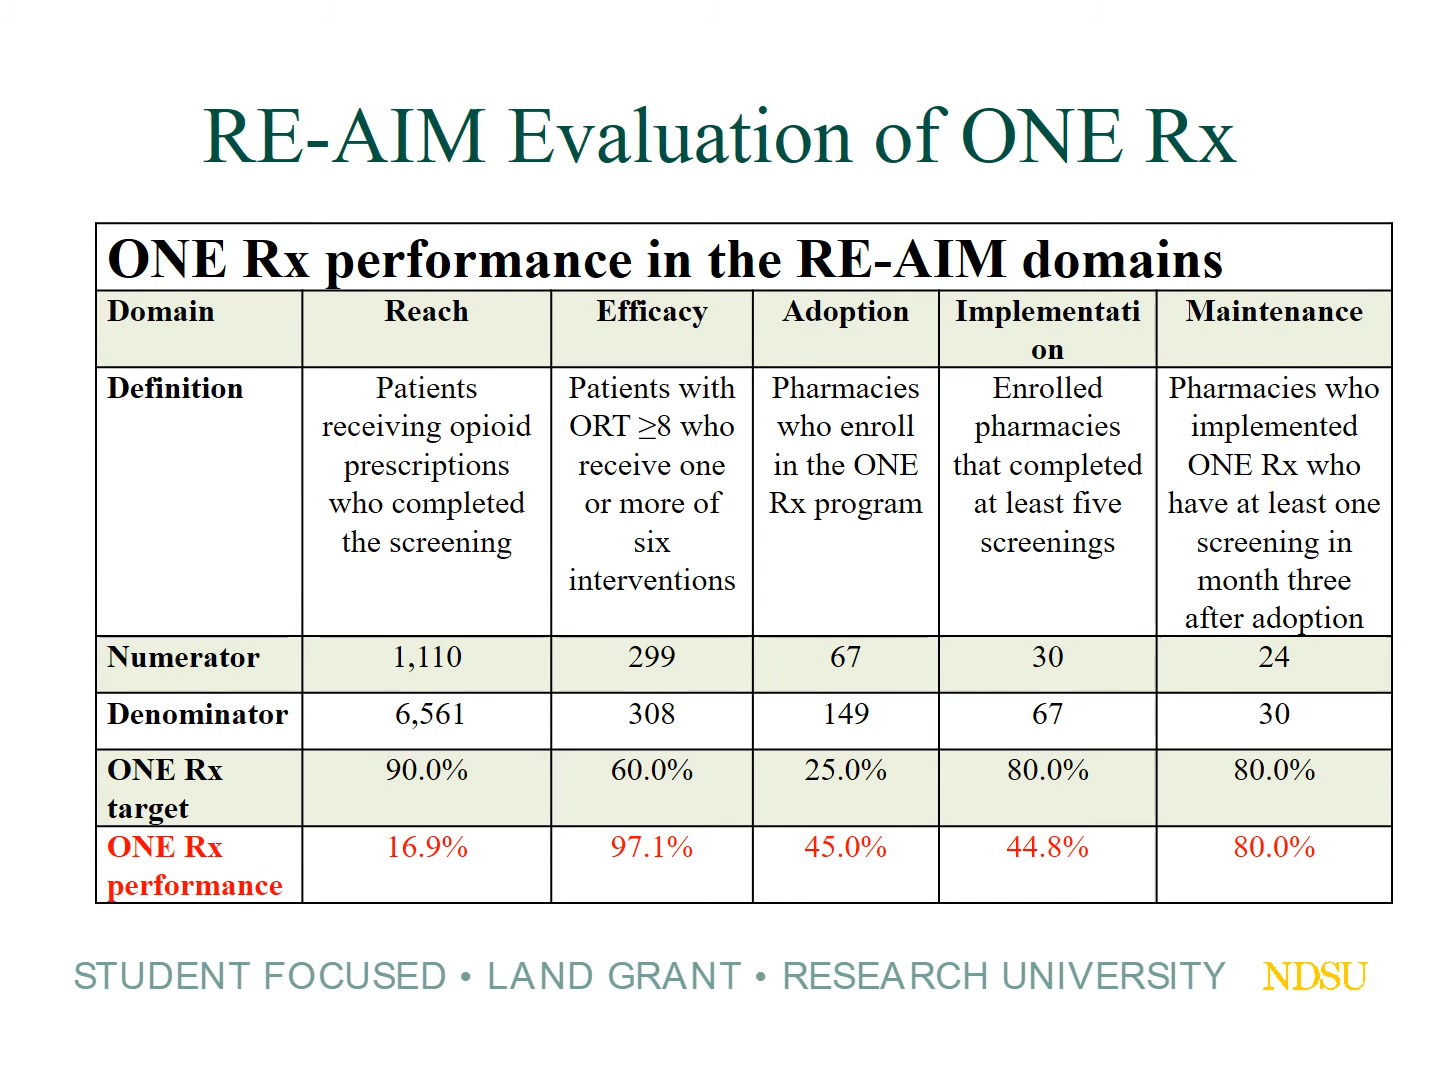 RE-AIM Evaluation of ONE Rx
ONE Rx performance in the RE-AIM domains
Domain Reach Efficacy Adoption Implementati
on
Maintenance
Definition
Patients
receiving opioid
prescriptions
who completed
the screening
Patients with
ORT ≥8 who
receive one
or more of
six
interventions
Pharmacies
who enroll
in the ONE
Rx program
Enrolled
pharmacies
that completed
at least five
screenings
Pharmacies who
implemented
ONE Rx who
have at least one
screening in
month three
after adoption
Numerator 1,110 299 67 30 24
Denominator 6,561 308 149 67 30
ONE Rx
target
90.0% 60.0% 25.0% 80.0% 80.0%
ONE Rx
performance
16.9% 97.1% 45.0% 44.8% 80.0%
STUDENT FOCUSED • LAND GRANT • RESEARCH UNIVERSITY NDSU